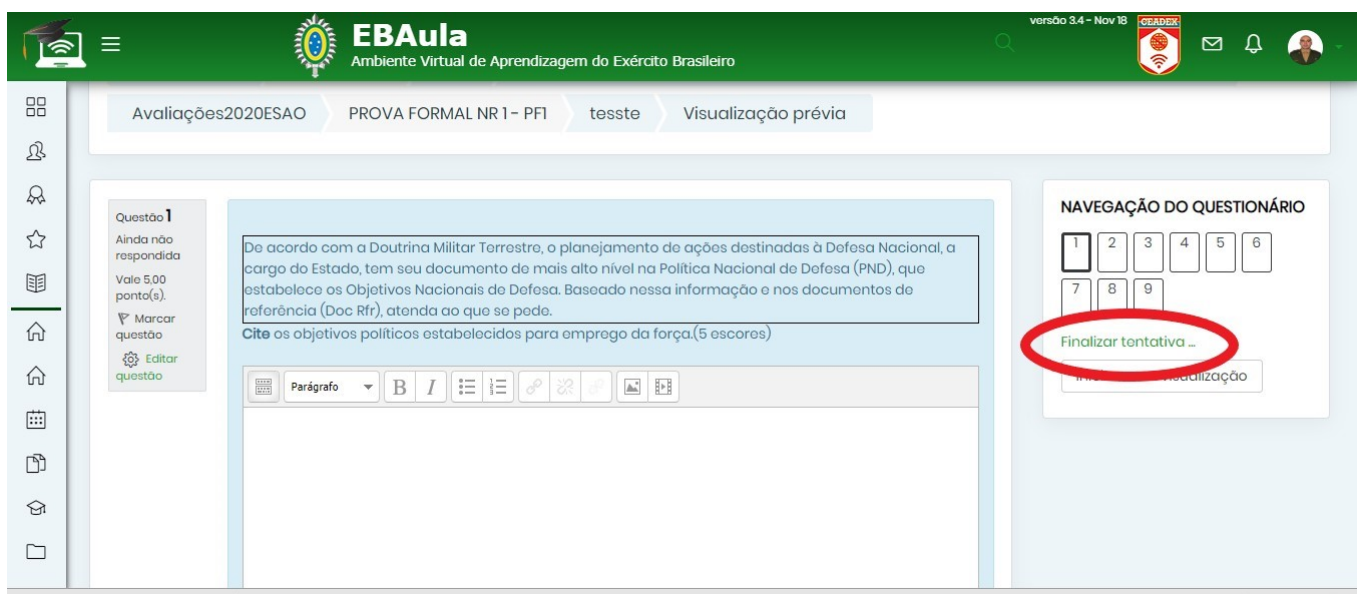 EBAula
Ambiente Virtual de Aprendizagem do Exército Brasileiro
versão 3.4 - Nov 18
CEADEX
Avaliações2020ESAO
PROVA FORMAL NR 1 - PF1
tesste
Visualização prévia
Questão 1
Ainda não
respondida
Vale 5,00
ponto(s).
Marcar
questão
Editar
questão
De acordo com a Doutrina Militar Terrestre, o planejamento de ações destinadas à Defesa Nacional, a
cargo do Estado, tem seu documento de mais alto nível na Política Nacional de Defesa (PND), que
estabelece os Objetivos Nacionais de Defesa. Baseado nessa informação e nos documentos de
referência (Doc Rfr), atenda ao que se pede.
Cite os objetivos políticos estabelecidos para emprego da força.(5 escores)
Parágrafo
B I
NAVEGAÇÃO DO QUESTIONÁRIO
1 2 3 4 5 6
7 8 9
Finalizar tentativa ...